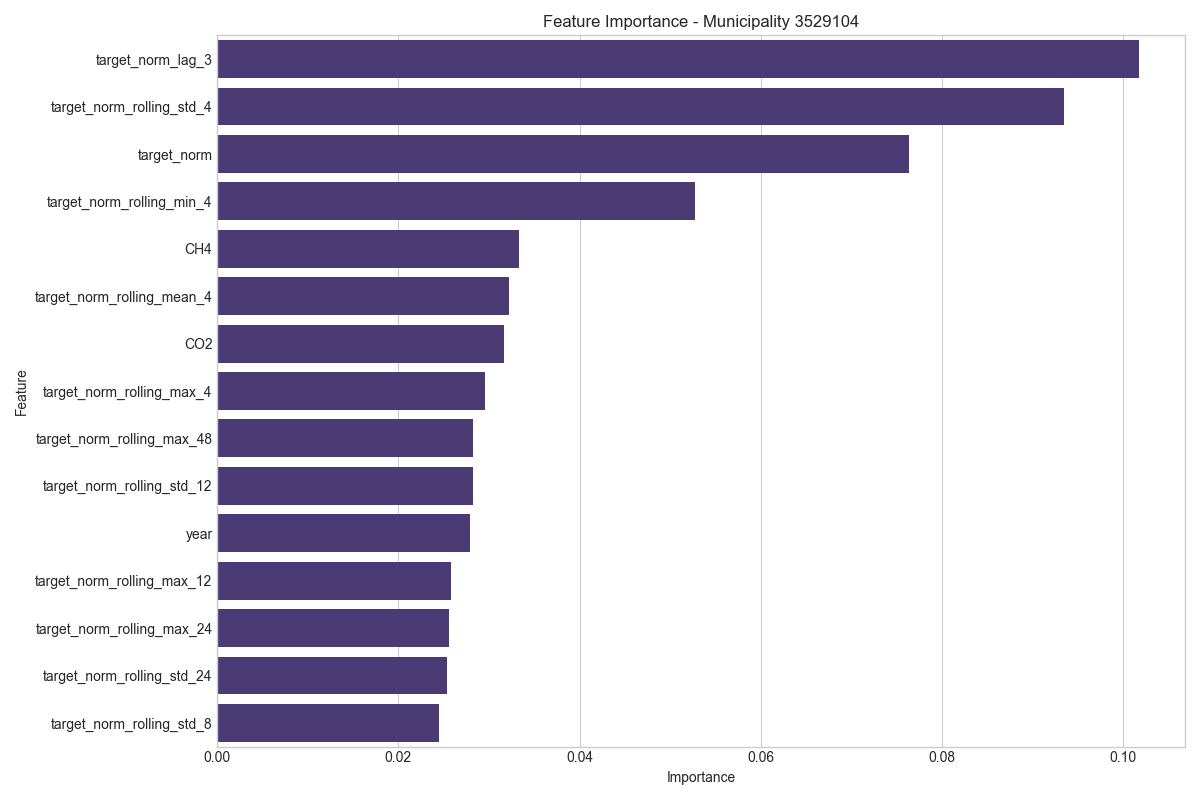 Feature Importance - Municipality 3529104
target_norm_lag_3
target_norm_rolling_std_4
target_norm
target_norm_rolling_min_4
CH4
target_norm_rolling_mean_4
CO2
target_norm_rolling_max_4
target_norm_rolling_max_48
target_norm_rolling_std_12
year
target_norm_rolling_max_12
target_norm_rolling_max_24
target_norm_rolling_std_24
target_norm_rolling_std_8
Feature
0.00 0.02 0.04 0.06 0.08 0.10
Importance